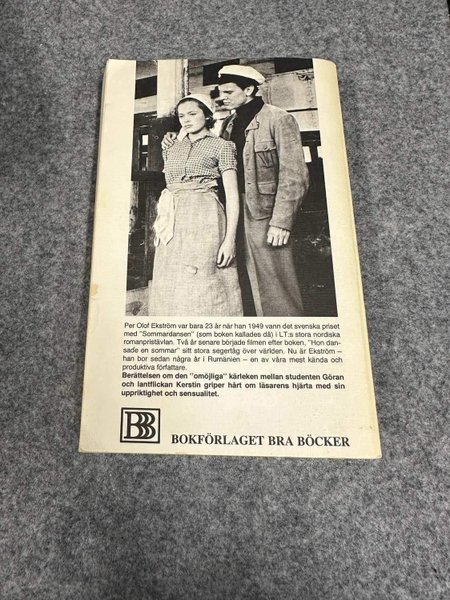 Per Olof Ekström var bara 23 år när han 1949 vann det svenska priset
med "Sommardansen" (som boken kallades då) i LT:s stora nordiska
romanpristävlan. Två år senare började filmen efter boken, "Hon dan-
sade en sommar" sitt stora segertåg över världen. Nu är Ekström –
han bor sedan några år i Rumänien – en av våra mest kända och
produktiva författare.
Berättelsen om den "omöjliga" kärleken mellan studenten Göran
och lantflickan Kerstin griper hårt om läsarens hjärta med sin
uppriktighet och sensualitet.
BBB
BOKFÖRLAGET BRA BÖCKER